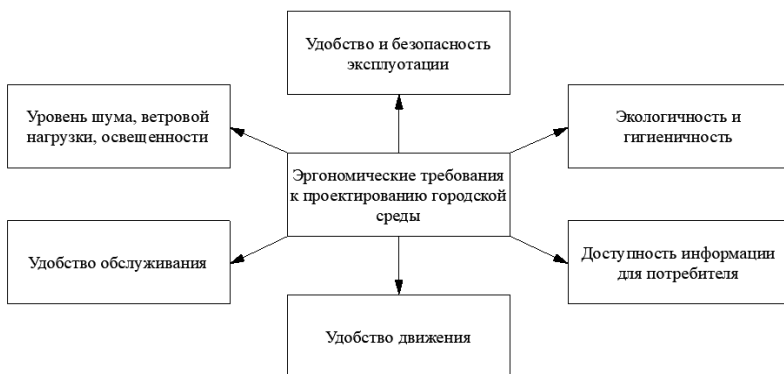 Удобство и безопасность
эксплуотации
Уровень шума, ветровой
нагрузки, освещенности
Экологичность и
гигиеничность
Эргономические требования
к проектированию городской
среды
Удобство обслуживания
Доступность информации
для потребителя
Удобство движения